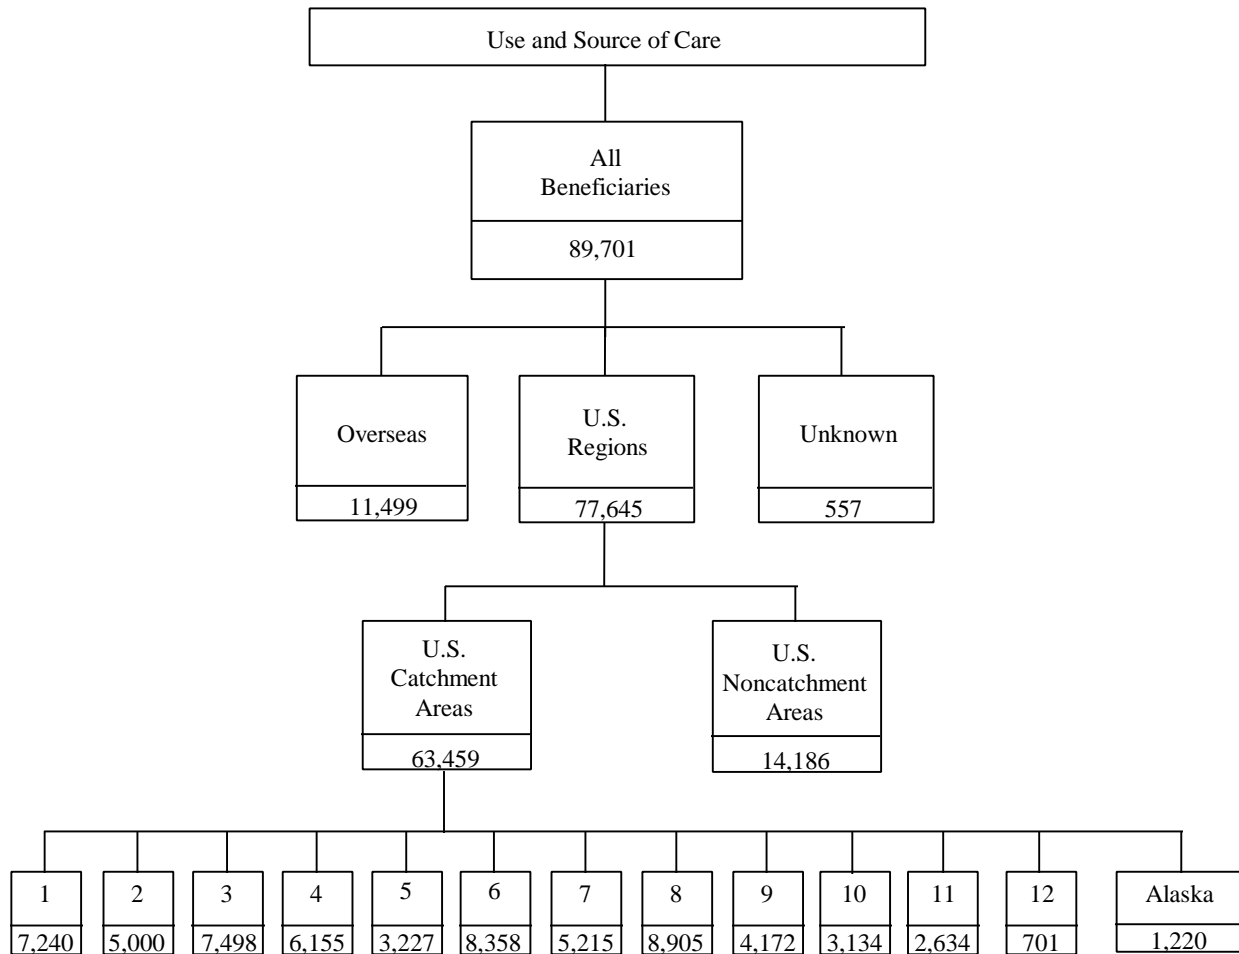 Use and Source of Care
All
Beneficiaries
89,701
Overseas
11,499
U.S.
Regions
77,645
Unknown
557
U.S.
Catchment
Areas
63,459
U.S.
Noncatchment
Areas
14,186
1
7,240
2
5,000
3
7,498
4
6,155
5
3,227
6
8,358
7
5,215
8
8,905
9
4,172
10
3,134
11
2,634
12
701
Alaska
1,220